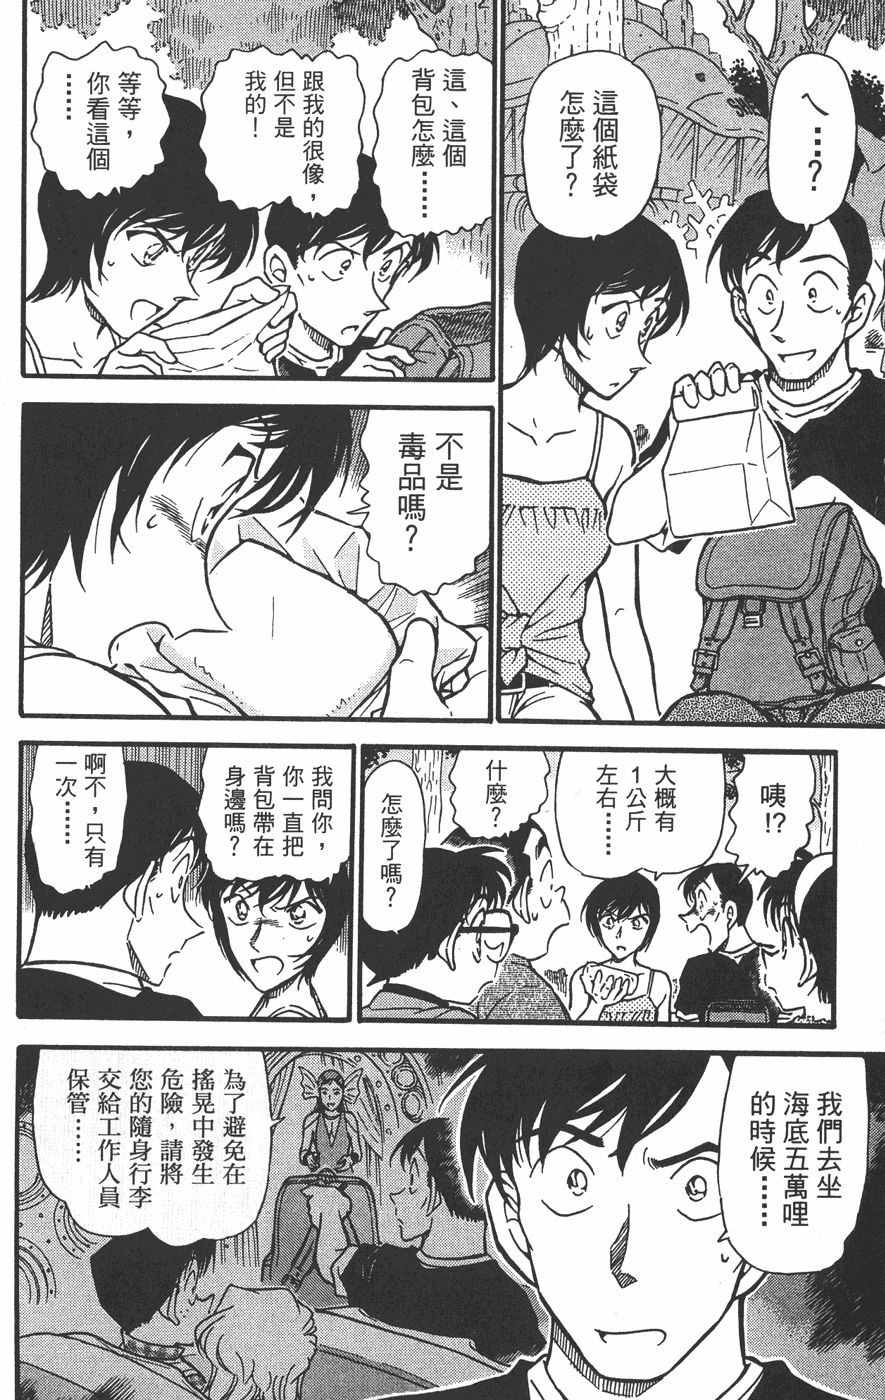 ㄟ……？
這個紙袋
怎麼了？
這、這個
背包怎麼……
跟我的很像，
但不是
我的！
等等，
你看這個
……
不是
毒品嗎？
咦!?
大概有
1公斤
左右……
什麼？
怎麼了嗎？
我問你，
你一直把
背包帶在
身邊嗎？
啊不，只有
一次……
我們去坐
海底五萬哩
的時候……
為了避免在
搖晃中發生
危險，請將
您的隨身行李
交給工作人員
保管……